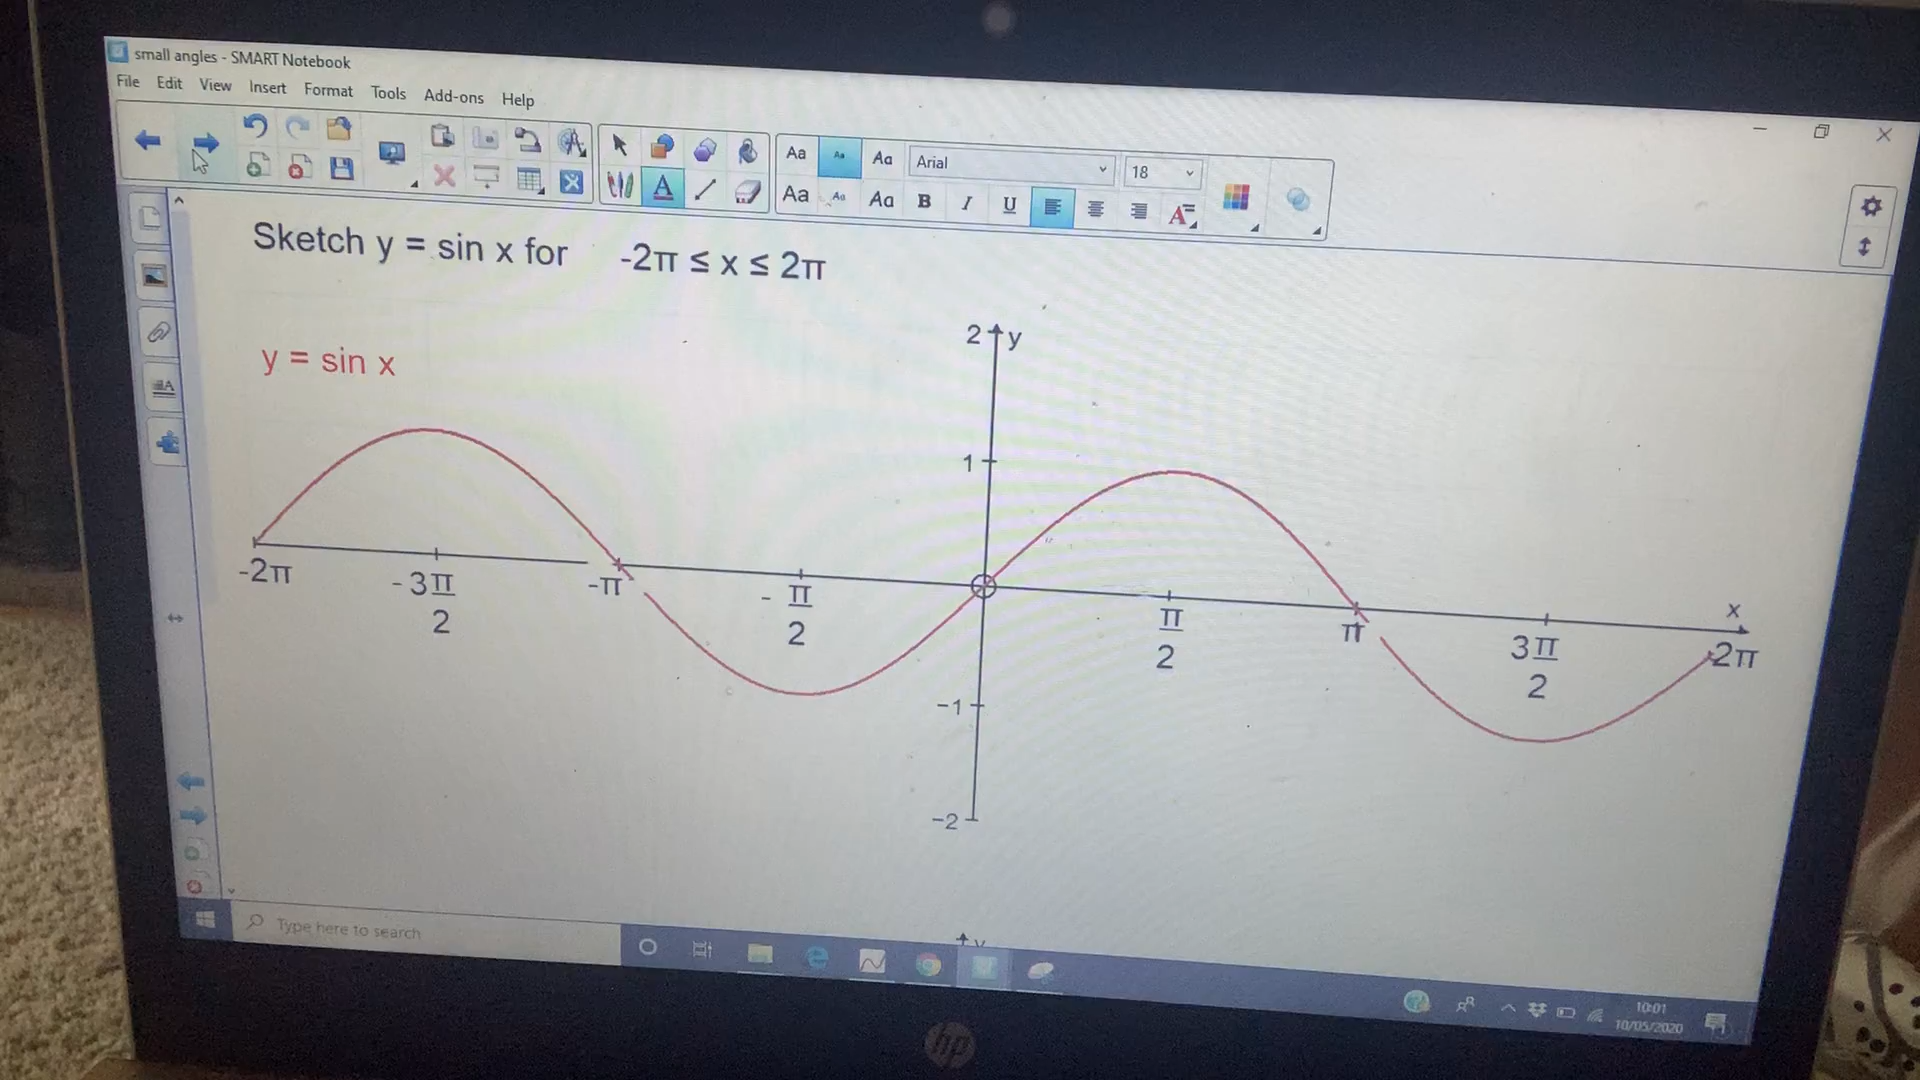 small angles - SMART Notebook
File Edit View Insert Format Tools Add-ons Help
Aa Aa Aa Arial 18
Aa Aa Aa B I U A
Sketch y = sin x for -2π ≤ x ≤ 2π
y = sin x
2 y
1
-2π
- 3π
2
-π
- π
2
π
2
π
3π
2
x
2π
-1
-2
y
Type here to search
10:01
10/05/2020
hp